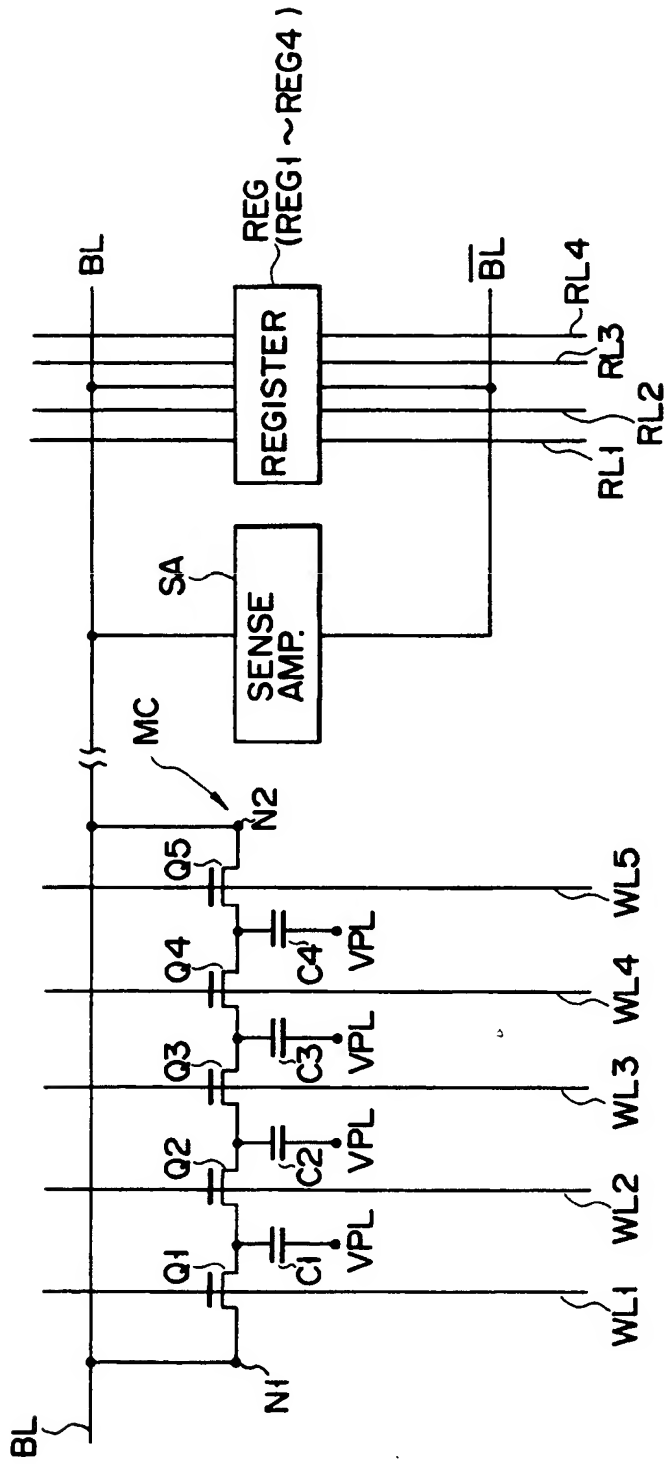 BL
BL
REG
(REG1~REG4)
MC
SA
Q1
Q2
Q3
Q4
Q5
SENSE
AMP.
REGISTER
N1
N2
C1
C2
C3
C4
VPL
VPL
VPL
VPL
B̅L̅
WL1
WL2
WL3
WL4
WL5
RL1
RL2
RL3
RL4